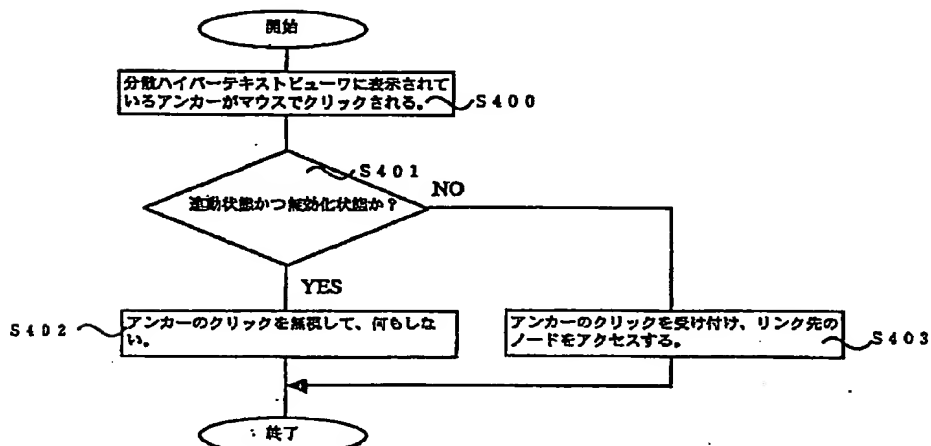 開始
分散ハイパーテキストビューワに表示されて
いるアンカーがマウスでクリックされる。
S400
S401
連動状態かつ無効化状態か?
NO
YES
S402
アンカーのクリックを無視して、何もしな
い。
アンカーのクリックを受け付け、リンク先の
ノードをアクセスする。
S403
終了